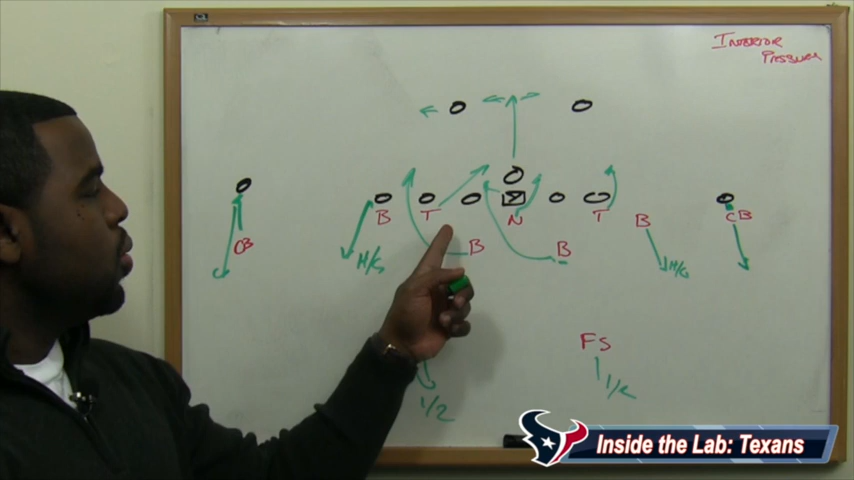 INTERIOR
PRESSURE
B T N T B CB
CB B B
H/C H/C
FS
1/2 1/2
Inside the Lab: Texans